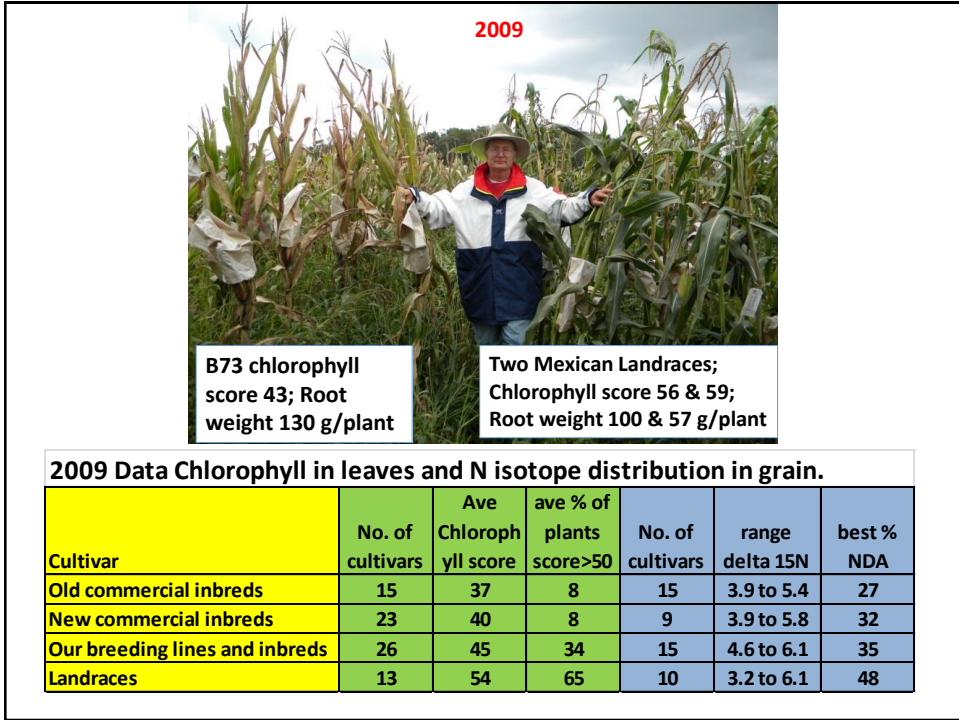 2009
B73 chlorophyll
score 43; Root
weight 130 g/plant
Two Mexican Landraces;
Chlorophyll score 56 & 59;
Root weight 100 & 57 g/plant
2009 Data Chlorophyll in leaves and N isotope distribution in grain.
Cultivar No. of cultivars Ave Chloroph yll score ave % of plants score>50 No. of cultivars range delta 15N best % NDA
Old commercial inbreds 15 37 8 15 3.9 to 5.4 27
New commercial inbreds 23 40 8 9 3.9 to 5.8 32
Our breeding lines and inbreds 26 45 34 15 4.6 to 6.1 35
Landraces 13 54 65 10 3.2 to 6.1 48